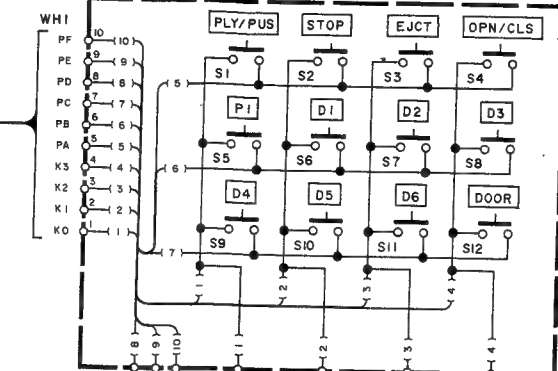 WH1
PLY/PUS STOP EJCT OPN/CLS
PF 10 10
PE 9 9
PD 8 8
PC 7 7
PB 6 6
PA 5 5
K3 4 4
K2 3 3
K1 2 2
K0 1 1
5
S1 S2 S3 S4
P1 D1 D2 D3
S5 S6 S7 S8
6
D4 D5 D6 DOOR
S9 S10 S11 S12
7
1 2 3 4
8 9 10 1 2 3 4